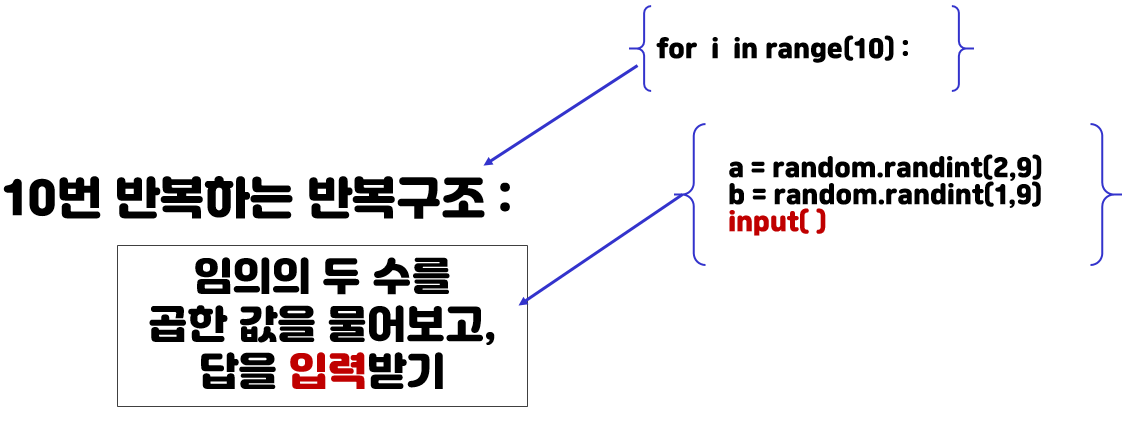 for i in range(10) :
a = random.randint(2,9)
b = random.randint(1,9)
input( )
10번 반복하는 반복구조 :
임의의 두 수를
곱한 값을 물어보고,
답을 입력받기